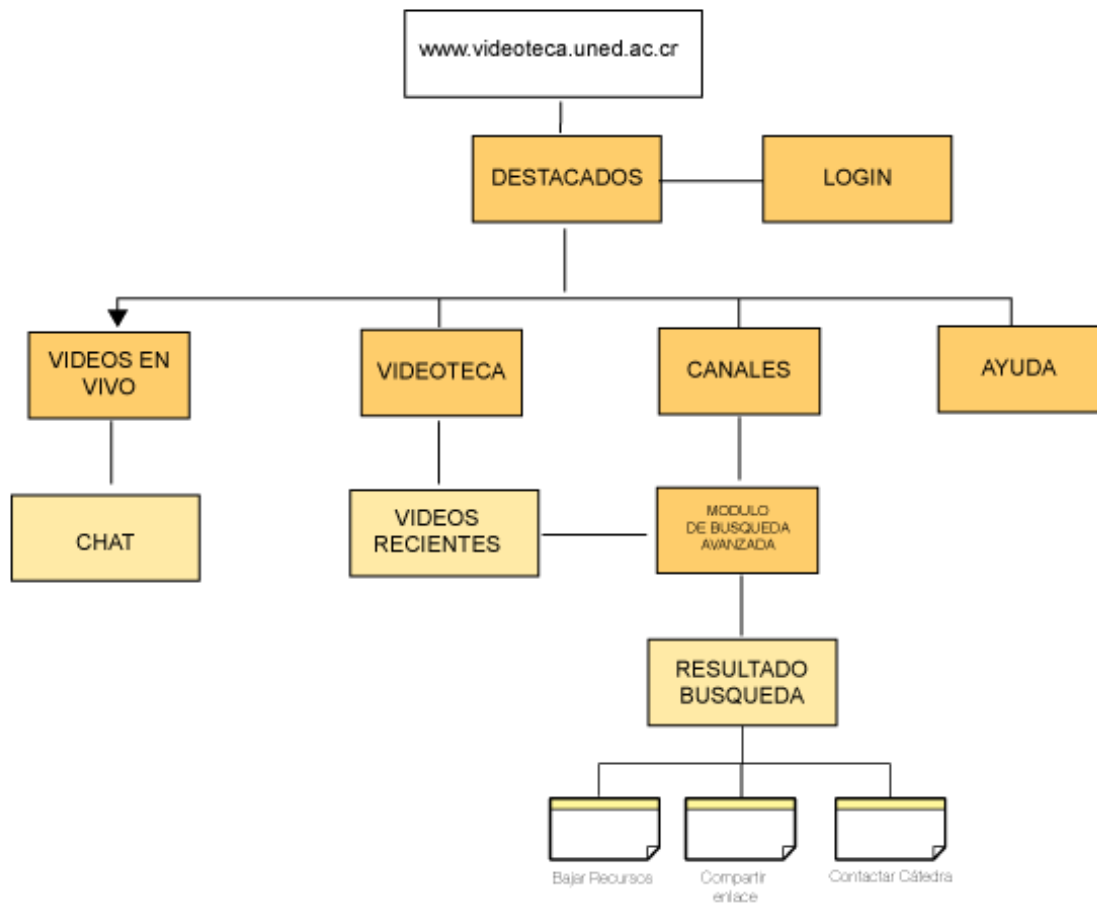 www.videoteca.uned.ac.cr
DESTACADOS
LOGIN
VIDEOS EN
VIVO
VIDEOTECA
CANALES
AYUDA
CHAT
VIDEOS
RECIENTES
MODULO
DE BUSQUEDA
AVANZADA
RESULTADO
BUSQUEDA
Bajar Recursos
Compartir
enlace
Contactar Cátedra